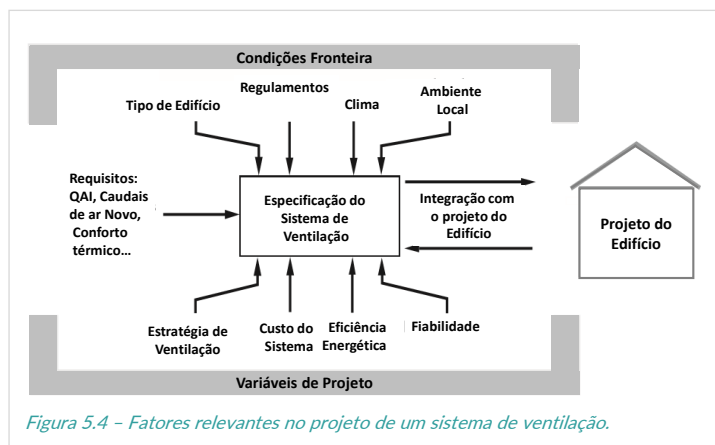 Condições Fronteira
Tipo de Edifício
Regulamentos
Clima
Ambiente
Local
Requisitos:
QAI, Caudais
de ar Novo,
Conforto
térmico...
Especificação do
Sistema de
Ventilação
Integração com
o projeto do
Edifício
Projeto do
Edifício
Estratégia de
Ventilação
Custo do
Sistema
Eficiência
Energética
Fiabilidade
Variáveis de Projeto
Figura 5.4 – Fatores relevantes no projeto de um sistema de ventilação.